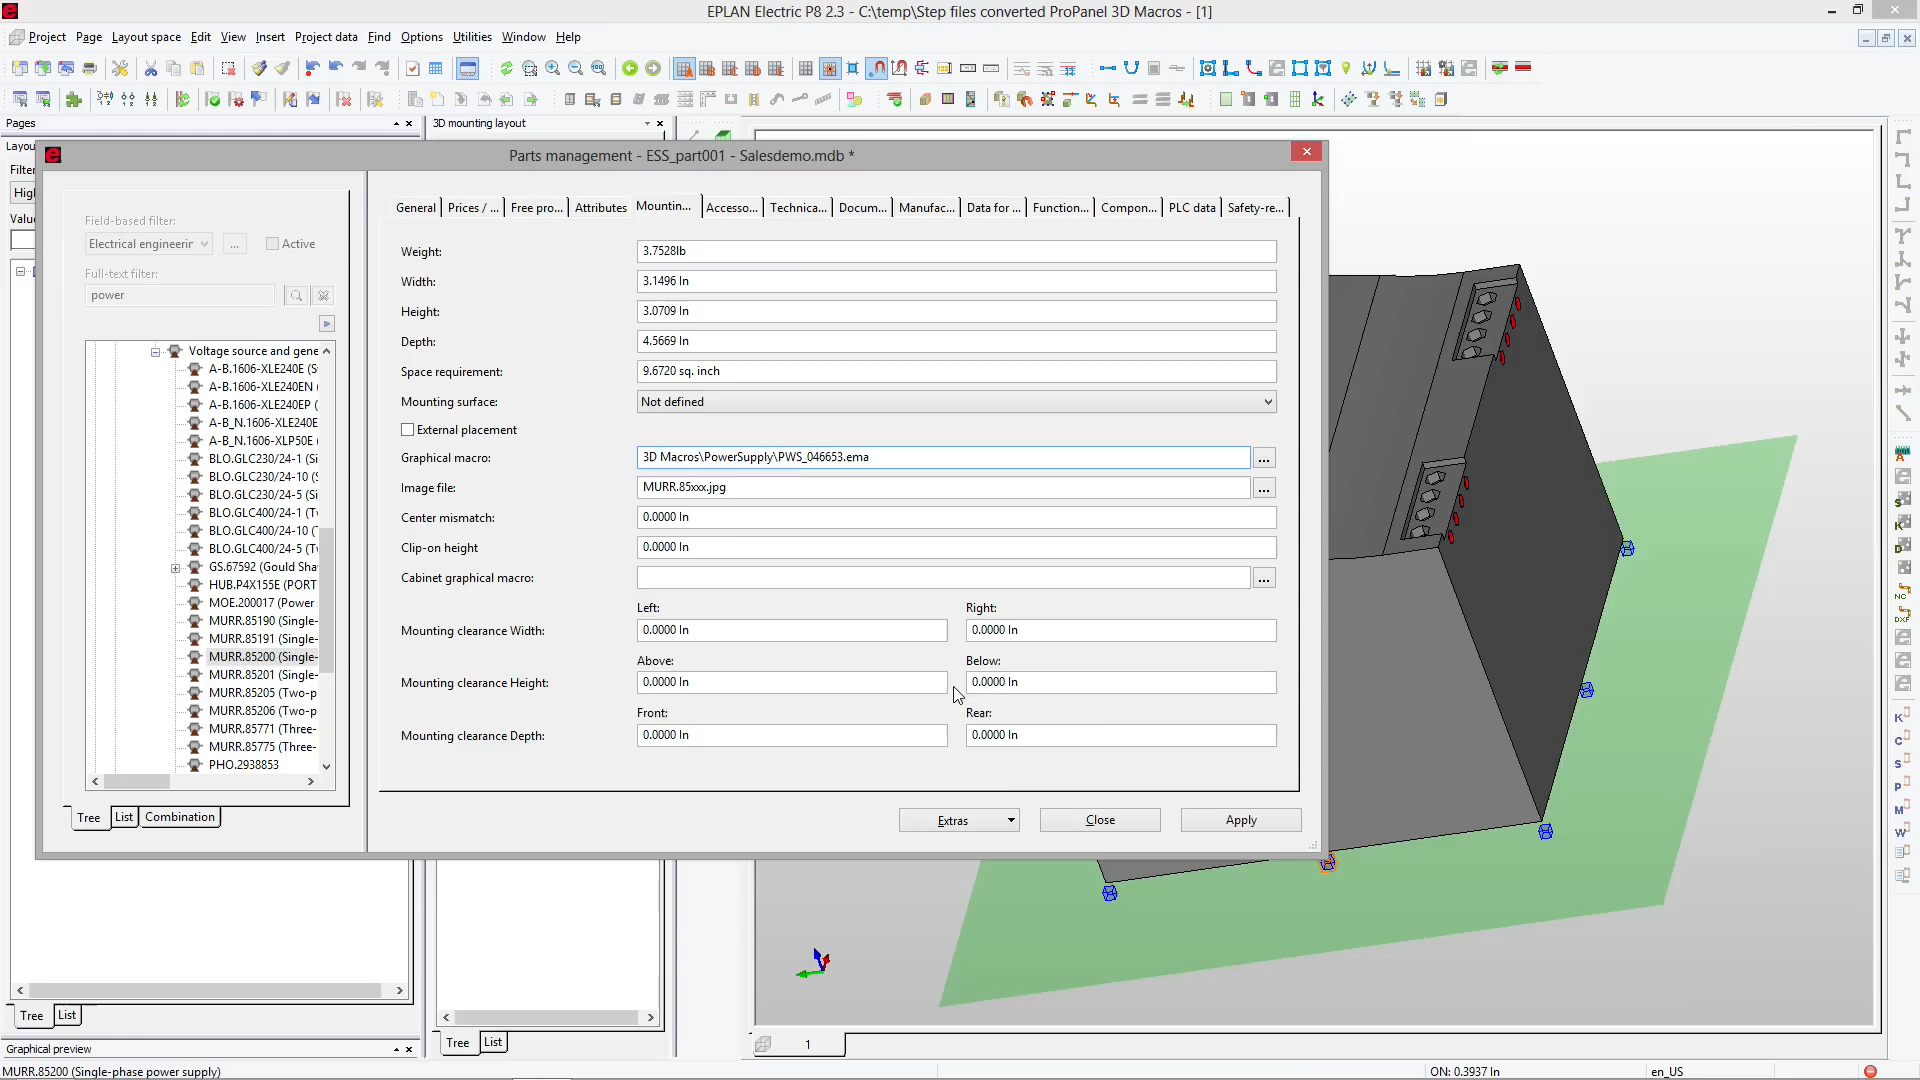 EPLAN Electric P8 2.3 - C:\temp\Step files converted ProPanel 3D Macros - [1]
Project Page Layout space Edit View Insert Project data Find Options Utilities Window Help
Pages
3D mounting layout
Layou
Filter
High
Value
Parts management - ESS_part001 - Salesdemo.mdb *
Field-based filter:
Electrical engineerir
...
Active
Full-text filter:
power
Voltage source and gene
A-B.1606-XLE240E (S
A-B.1606-XLE240EN
A-B.1606-XLE240EP (
A-B_N.1606-XLE240E
A-B_N.1606-XLP50E (
BLO.GLC230/24-1 (Si
BLO.GLC230/24-10 (S
BLO.GLC230/24-5 (Si
BLO.GLC400/24-1 (Tv
BLO.GLC400/24-10 (T
BLO.GLC400/24-5 (Tv
GS.67592 (Gould Sha
HUB.P4X155E (PORT
MOE.200017 (Power
MURR.85190 (Single-
MURR.85191 (Single-
MURR.85200 (Single-
MURR.85201 (Single-
MURR.85205 (Two-p
MURR.85206 (Two-p
MURR.85771 (Three-
MURR.85775 (Three-
PHO.2938853
Tree List Combination
General Prices / ... Free pro... Attributes Mountin... Accesso... Technica... Docum... Manufac... Data for ... Function... Compon... PLC data Safety-re...
Weight: 3.7528lb
Width: 3.1496 In
Height: 3.0709 In
Depth: 4.5669 In
Space requirement: 9.6720 sq. inch
Mounting surface: Not defined
External placement
Graphical macro: 3D Macros\PowerSupply\PWS_046653.ema ...
Image file: MURR.85xxx.jpg ...
Center mismatch: 0.0000 In
Clip-on height 0.0000 In
Cabinet graphical macro: ...
Left: Right:
Mounting clearance Width: 0.0000 In 0.0000 In
Above: Below:
Mounting clearance Height: 0.0000 In 0.0000 In
Front: Rear:
Mounting clearance Depth: 0.0000 In 0.0000 In
Extras Close Apply
Tree List
Tree List
1
Graphical preview
MURR.85200 (Single-phase power supply)
ON: 0.3937 In
en_US